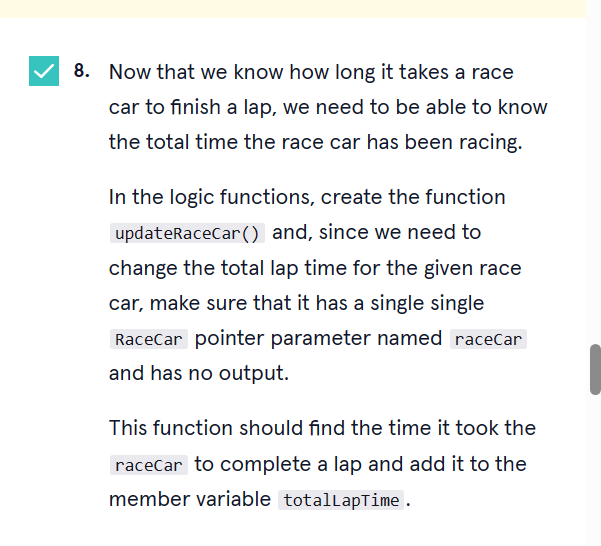 8. Now that we know how long it takes a race
car to finish a lap, we need to be able to know
the total time the race car has been racing.
In the logic functions, create the function
updateRaceCar() and, since we need to
change the total lap time for the given race
car, make sure that it has a single single
RaceCar pointer parameter named raceCar
and has no output.
This function should find the time it took the
raceCar to complete a lap and add it to the
member variable totalLapTime.